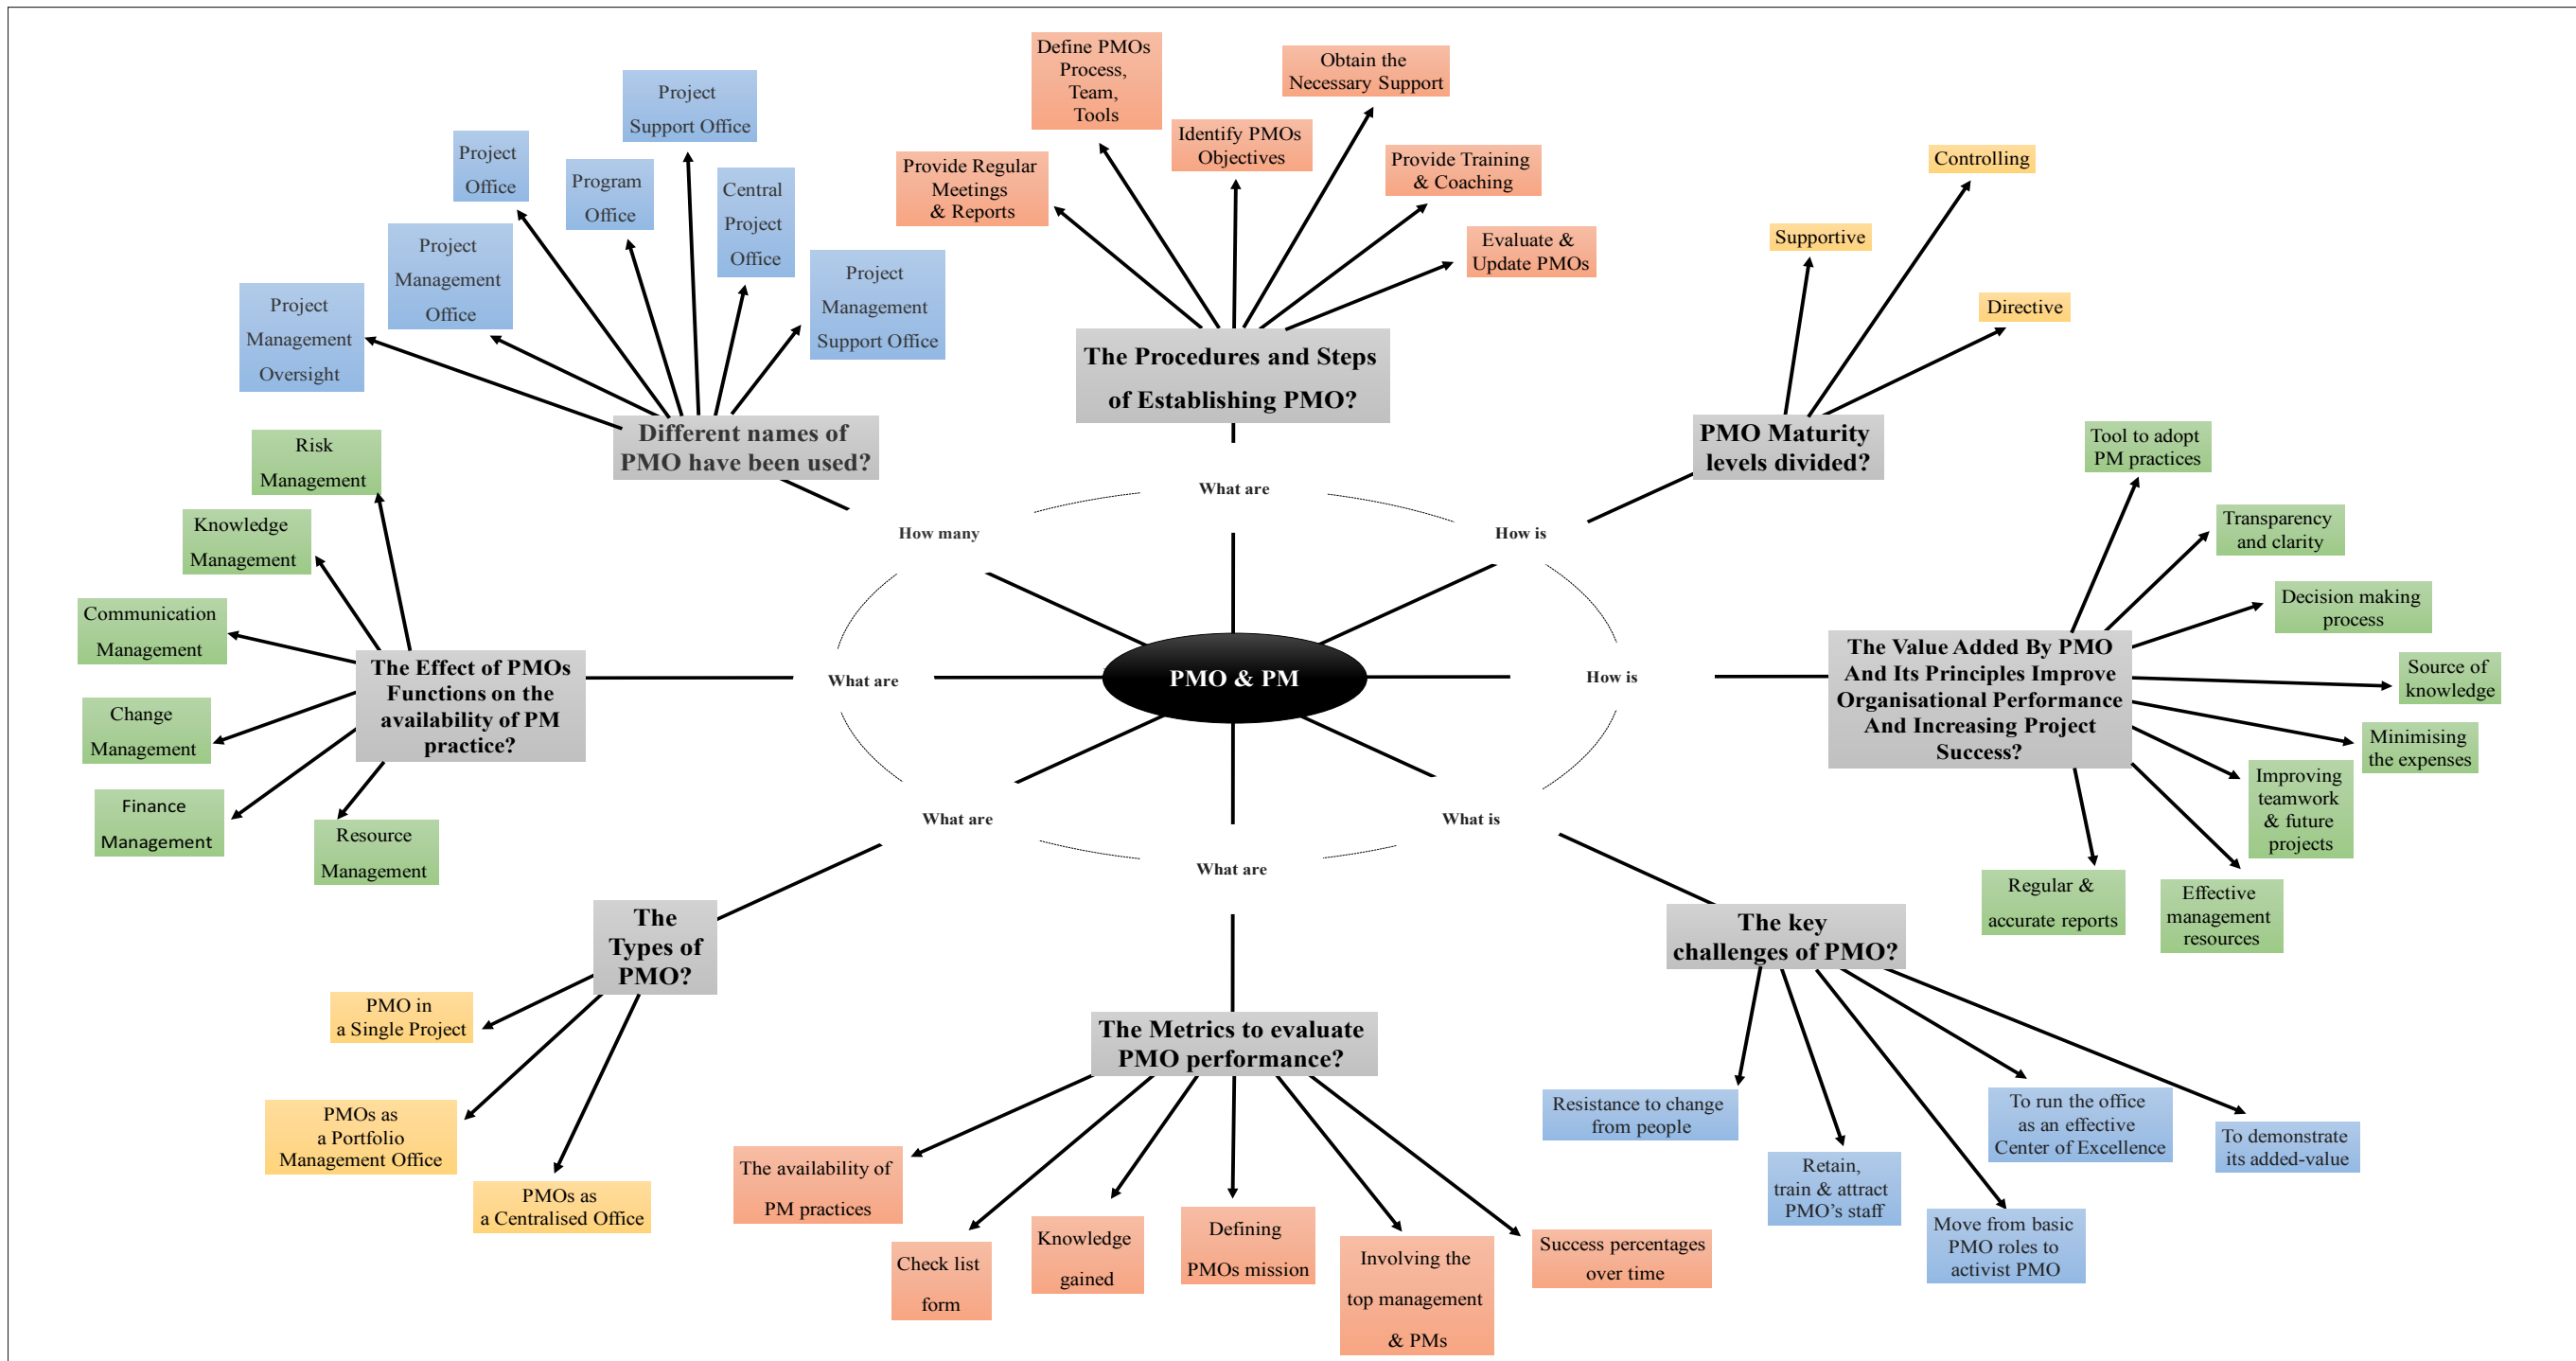 Project
Management
Oversight
Project
Management
Office
Project
Office
Program
Office
Project
Support Office
Central
Project
Office
Project
Management
Support Office
Different names of
PMO have been used?
How many
Provide Regular
Meetings
& Reports
Define PMOs
Process,
Team,
Tools
Identify PMOs
Objectives
Obtain the
Necessary Support
Provide Training
& Coaching
Evaluate &
Update PMOs
The Procedures and Steps
of Establishing PMO?
What are
Supportive
Controlling
Directive
PMO Maturity
levels divided?
How is
Tool to adopt
PM practices
Transparency
and clarity
Decision making
process
Source of
knowledge
Minimising
the expenses
Improving
teamwork
& future
projects
Effective
management
resources
Regular &
accurate reports
The Value Added By PMO
And Its Principles Improve
Organisational Performance
And Increasing Project
Success?
How is
PMO & PM
What are
The Effect of PMOs
Functions on the
availability of PM
practice?
Risk
Management
Knowledge
Management
Communication
Management
Change
Management
Finance
Management
Resource
Management
What are
The
Types of
PMO?
PMO in
a Single Project
PMOs as
a Portfolio
Management Office
PMOs as
a Centralised Office
What are
The Metrics to evaluate
PMO performance?
The availability of
PM practices
Check list
form
Knowledge
gained
Defining
PMOs mission
Involving the
top management
& PMs
Success percentages
over time
What is
The key
challenges of PMO?
Resistance to change
from people
Retain,
train & attract
PMO’s staff
Move from basic
PMO roles to
activist PMO
To run the office
as an effective
Center of Excellence
To demonstrate
its added-value